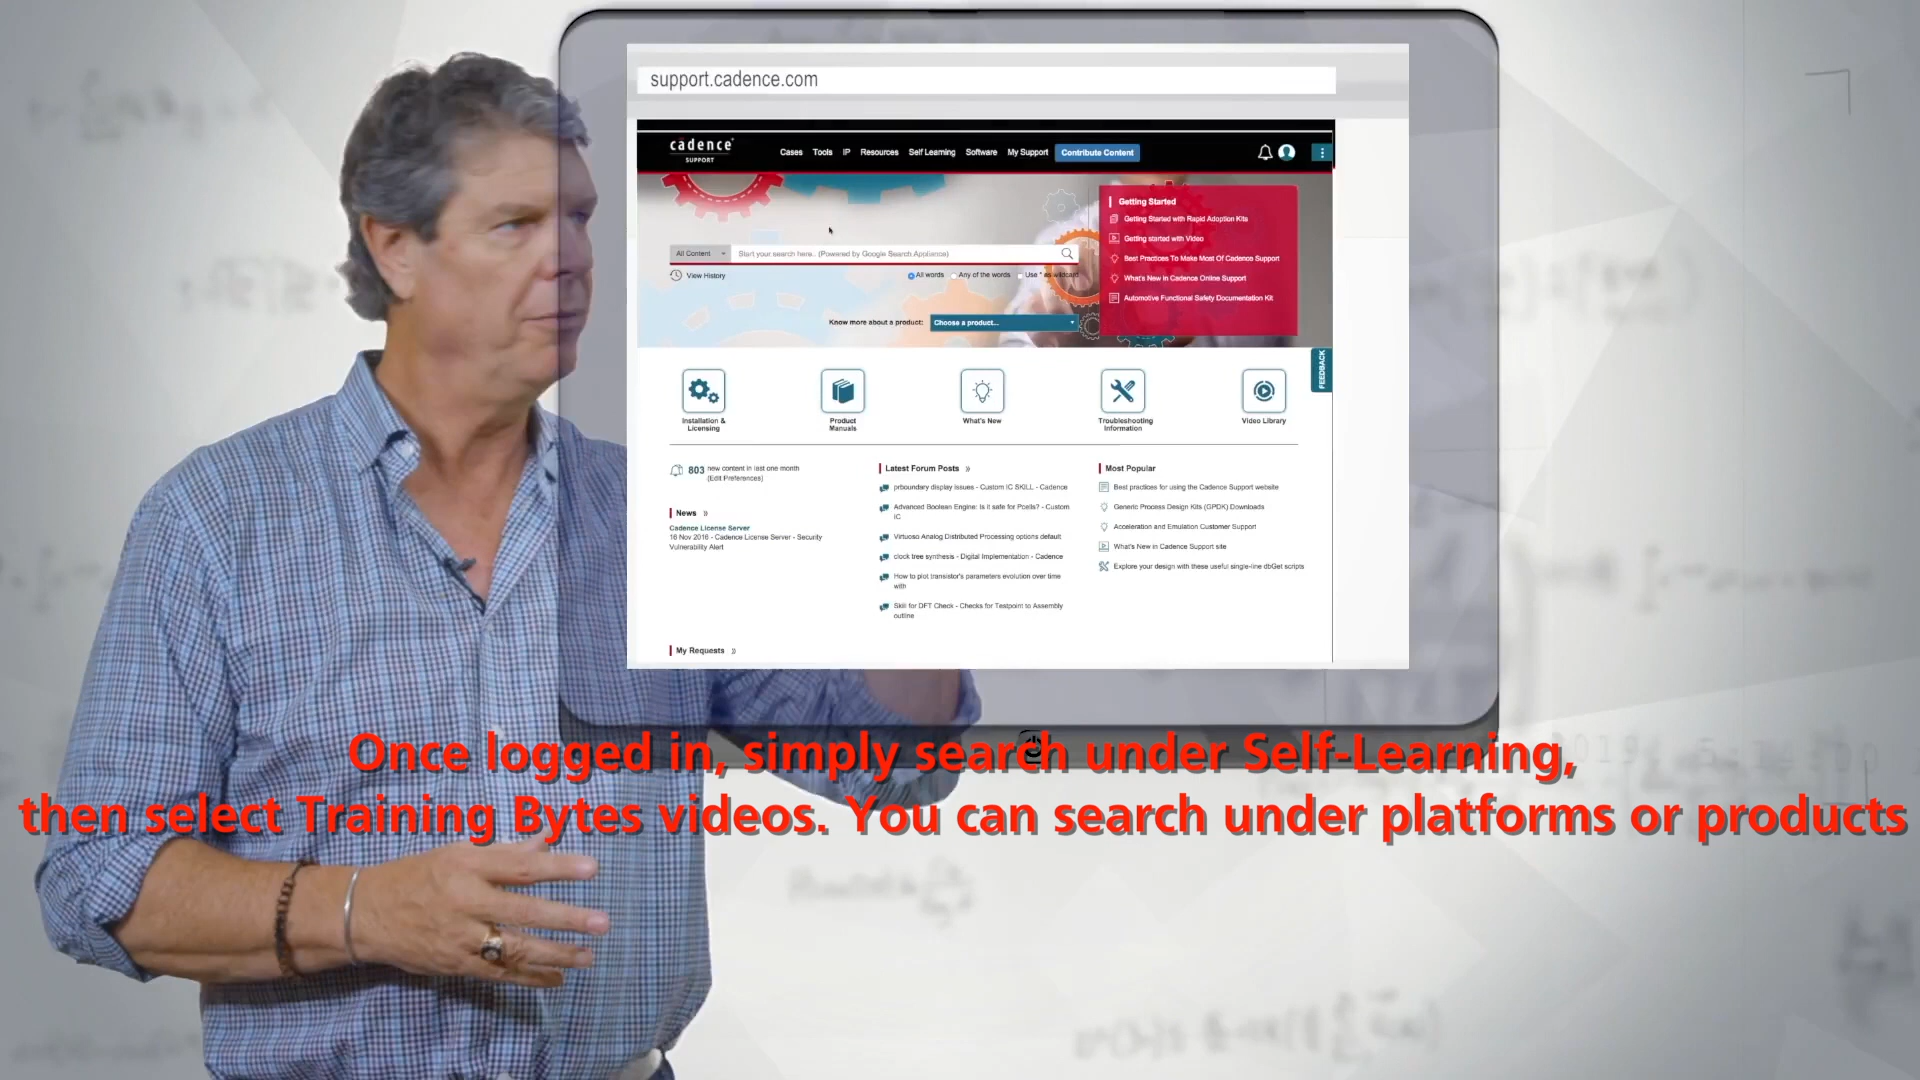 support.cadence.com
cādence®
SUPPORT
Cases Tools IP Resources Self Learning Software My Support Contribute Content
Getting Started
Getting Started with Rapid Adoption Kits
Getting started with Video
Best Practices To Make Most Of Cadence Support
What's New in Cadence Online Support
Automotive Functional Safety Documentation Kit
All Content Start your search here.. (Powered by Google Search Appliance)
View History All words Any of the words Use * as wildcard
Know more about a product: Choose a product...
FEEDBACK
Installation &
Licensing
Product
Manuals
What's New
Troubleshooting
Information
Video Library
803 new content in last one month
(Edit Preferences)
News »
Cadence License Server
16 Nov 2016 - Cadence License Server - Security
Vulnerability Alert
Latest Forum Posts »
prboundary display issues - Custom IC SKILL - Cadence
Advanced Boolean Engine: Is it safe for Pcells? - Custom
IC
Virtuoso Analog Distributed Processing options default
clock tree synthesis - Digital Implementation - Cadence
How to plot transistor's parameters evolution over time
with
Skill for DFT Check - Checks for Testpoint to Assembly
outline
Most Popular
Best practices for using the Cadence Support website
Generic Process Design Kits (GPDK) Downloads
Acceleration and Emulation Customer Support
What's New in Cadence Support site
Explore your design with these useful single-line dbGet scripts
My Requests »
Once logged in, simply search under Self-Learning,
then select Training Bytes videos. You can search under platforms or products